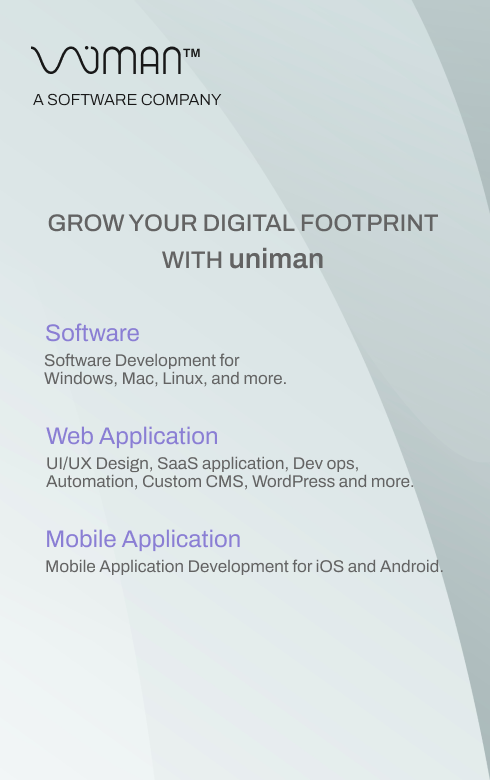 uniman™
A SOFTWARE COMPANY
GROW YOUR DIGITAL FOOTPRINT
WITH uniman
Software
Software Development for
Windows, Mac, Linux, and more.
Web Application
UI/UX Design, SaaS application, Dev ops,
Automation, Custom CMS, WordPress and more.
Mobile Application
Mobile Application Development for iOS and Android.